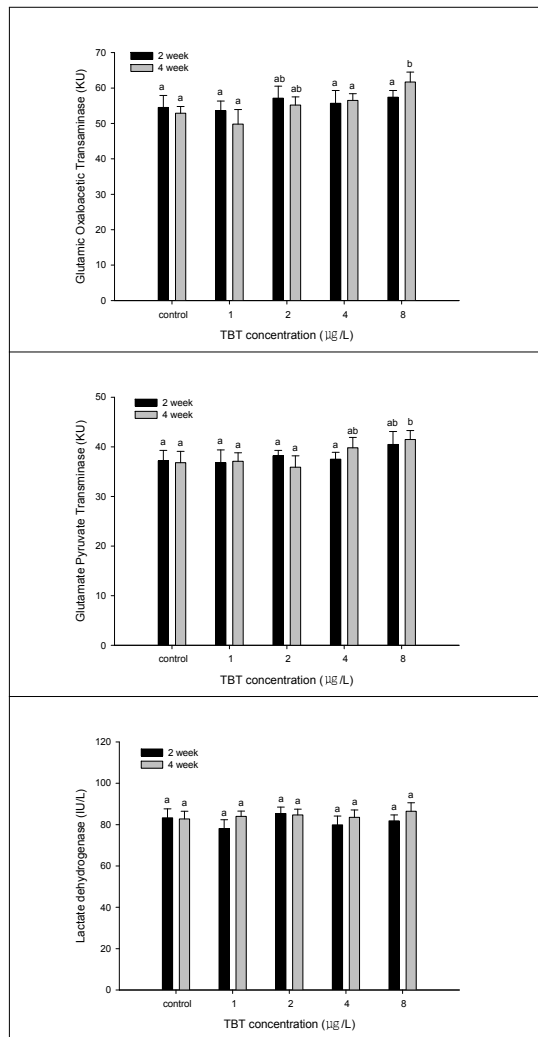 70
60
50
40
30
20
10
0
Glutamic Oxaloacetic Transaminase (KU)
2 week
4 week
a a a a ab ab a a a b
control 1 2 4 8
TBT concentration (㎍/L)
50
40
30
20
10
0
Glutamate Pyruvate Transminase (KU)
2 week
4 week
a a a a a a a ab ab b
control 1 2 4 8
TBT concentration (㎍/L)
120
100
80
60
40
20
0
Lactate dehydrogenase (IU/L)
2 week
4 week
a a a a a a a a a a
control 1 2 4 8
TBT concentration (㎍/L)